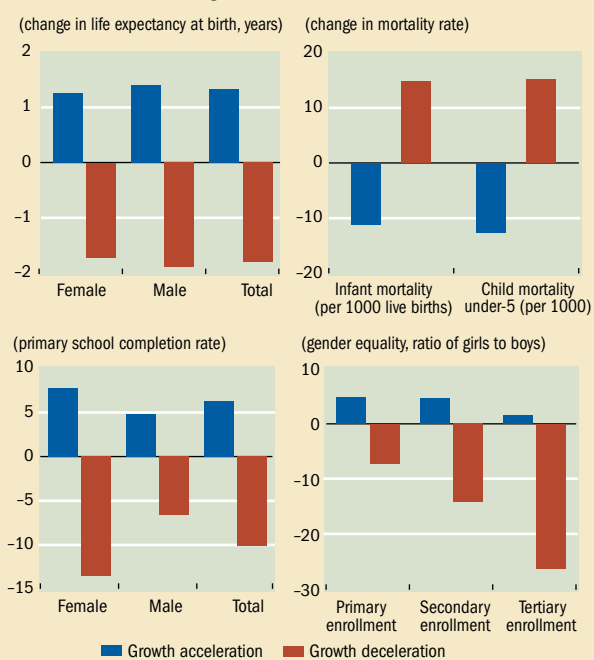 (change in life expectancy at birth, years)
2
1
0
–1
–2
Female Male Total
(change in mortality rate)
20
10
0
–10
–20
Infant mortality
(per 1000 live births)
Child mortality
under-5 (per 1000)
(primary school completion rate)
10
5
0
–5
–10
–15
Female Male Total
(gender equality, ratio of girls to boys)
10
0
–10
–20
–30
Primary
enrollment
Secondary
enrollment
Tertiary
enrollment
Growth acceleration Growth deceleration